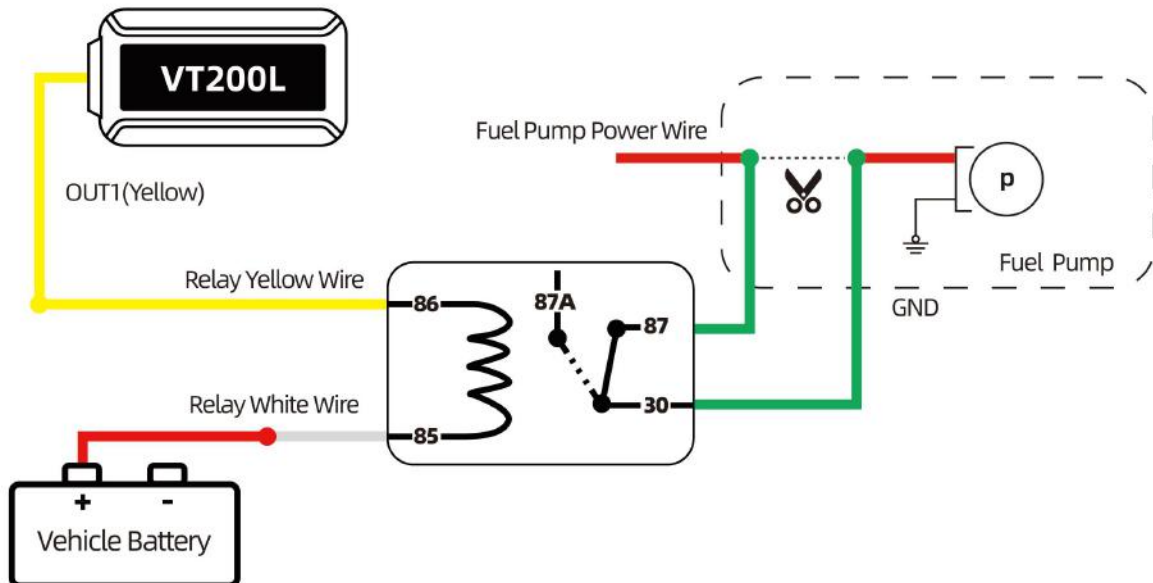 VT200L
Fuel Pump Power Wire
p
OUT1(Yellow)
Fuel Pump
Relay Yellow Wire
86
87A
87
GND
Relay White Wire
30
85
+ -
Vehicle Battery